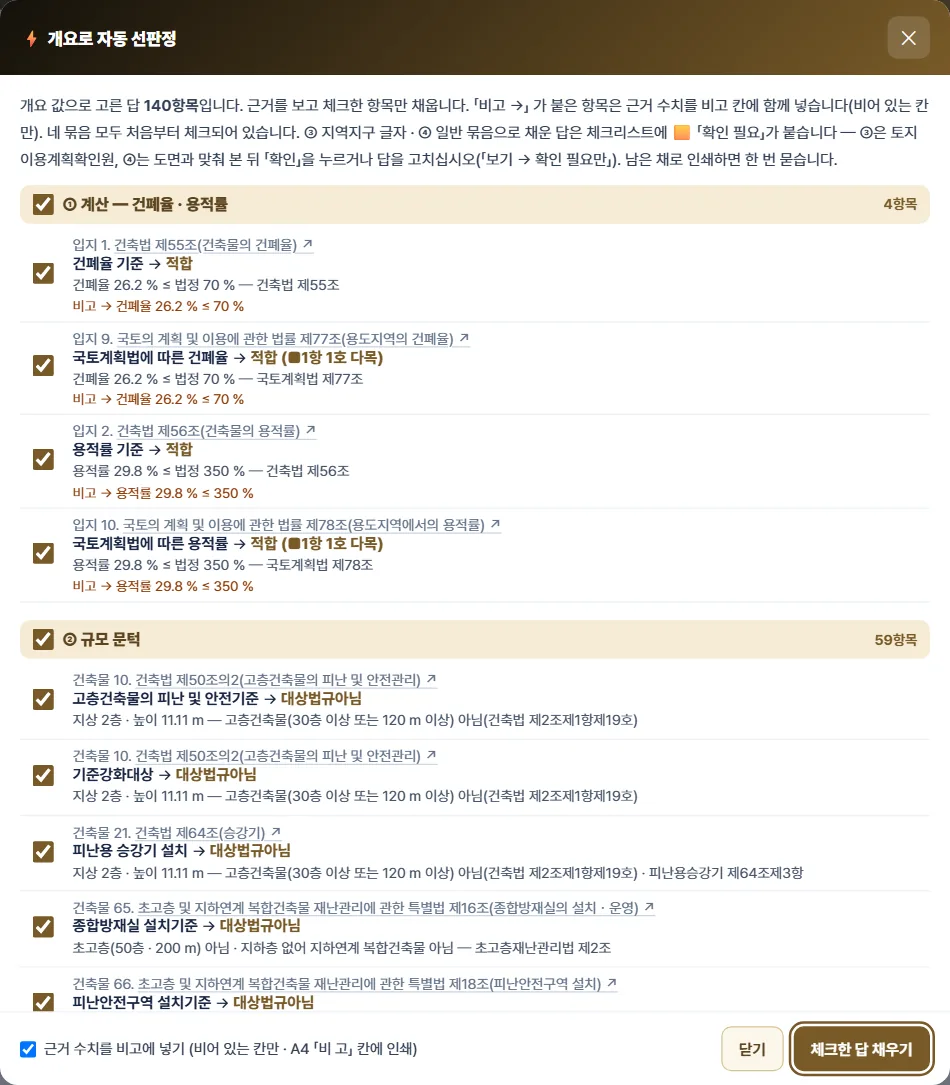 개요로 자동 선판정
개요 값으로 고른 답 140항목입니다. 근거를 보고 체크한 항목만 채웁니다. 「비고 →」 가 붙은 항목은 근거 수치를 비고 칸에 함께 넣습니다(비어 있는 칸
만). 네 묶음 모두 처음부터 체크되어 있습니다. ③ 지역지구 글자 · ④ 일반 묶음으로 채운 답은 체크리스트에 🟧 「확인 필요」가 붙습니다 — ③은 토지
이용계획확인원, ④는 도면과 맞춰 본 뒤 「확인」을 누르거나 답을 고치십시오(「보기 → 확인 필요만」). 남은 채로 인쇄하면 한 번 묻습니다.
① 계산 — 건폐율 · 용적률 4항목
입지 1. 건축법 제55조(건축물의 건폐율) ↗
건폐율 기준 → 적합
건폐율 26.2 % ≤ 법정 70 % — 건축법 제55조
비고 → 건폐율 26.2 % ≤ 70 %
입지 9. 국토의 계획 및 이용에 관한 법률 제77조(용도지역의 건폐율) ↗
국토계획법에 따른 건폐율 → 적합 (■1항 1호 다목)
건폐율 26.2 % ≤ 법정 70 % — 국토계획법 제77조
비고 → 건폐율 26.2 % ≤ 70 %
입지 2. 건축법 제56조(건축물의 용적률) ↗
용적률 기준 → 적합
용적률 29.8 % ≤ 법정 350 % — 건축법 제56조
비고 → 용적률 29.8 % ≤ 350 %
입지 10. 국토의 계획 및 이용에 관한 법률 제78조(용도지역에서의 용적률) ↗
국토계획법에 따른 용적률 → 적합 (■1항 1호 다목)
용적률 29.8 % ≤ 법정 350 % — 국토계획법 제78조
비고 → 용적률 29.8 % ≤ 350 %
② 규모 문턱 59항목
건축물 10. 건축법 제50조의2(고층건축물의 피난 및 안전관리) ↗
고층건축물의 피난 및 안전기준 → 대상법규아님
지상 2층 · 높이 11.11 m — 고층건축물(30층 이상 또는 120 m 이상) 아님(건축법 제2조제1항제19호)
건축물 10. 건축법 제50조의2(고층건축물의 피난 및 안전관리) ↗
기준강화대상 → 대상법규아님
지상 2층 · 높이 11.11 m — 고층건축물(30층 이상 또는 120 m 이상) 아님(건축법 제2조제1항제19호)
건축물 21. 건축법 제64조(승강기) ↗
피난용 승강기 설치 → 대상법규아님
지상 2층 · 높이 11.11 m — 고층건축물(30층 이상 또는 120 m 이상) 아님(건축법 제2조제1항제19호) · 피난용승강기 제64조제3항
건축물 65. 초고층 및 지하연계 복합건축물 재난관리에 관한 특별법 제16조(종합방재실의 설치 · 운영) ↗
종합방재실 설치기준 → 대상법규아님
초고층(50층 · 200 m) 아님 · 지하층 없어 지하연계 복합건축물 아님 — 초고층재난관리법 제2조
건축물 66. 초고층 및 지하연계 복합건축물 재난관리에 관한 특별법 제18조(피난안전구역 설치) ↗
피난안전구역 설치기준 → 대상법규아님
근거 수치를 비고에 넣기 (비어 있는 칸만 · A4 「비 고」 칸에 인쇄)
닫기
체크한 답 채우기